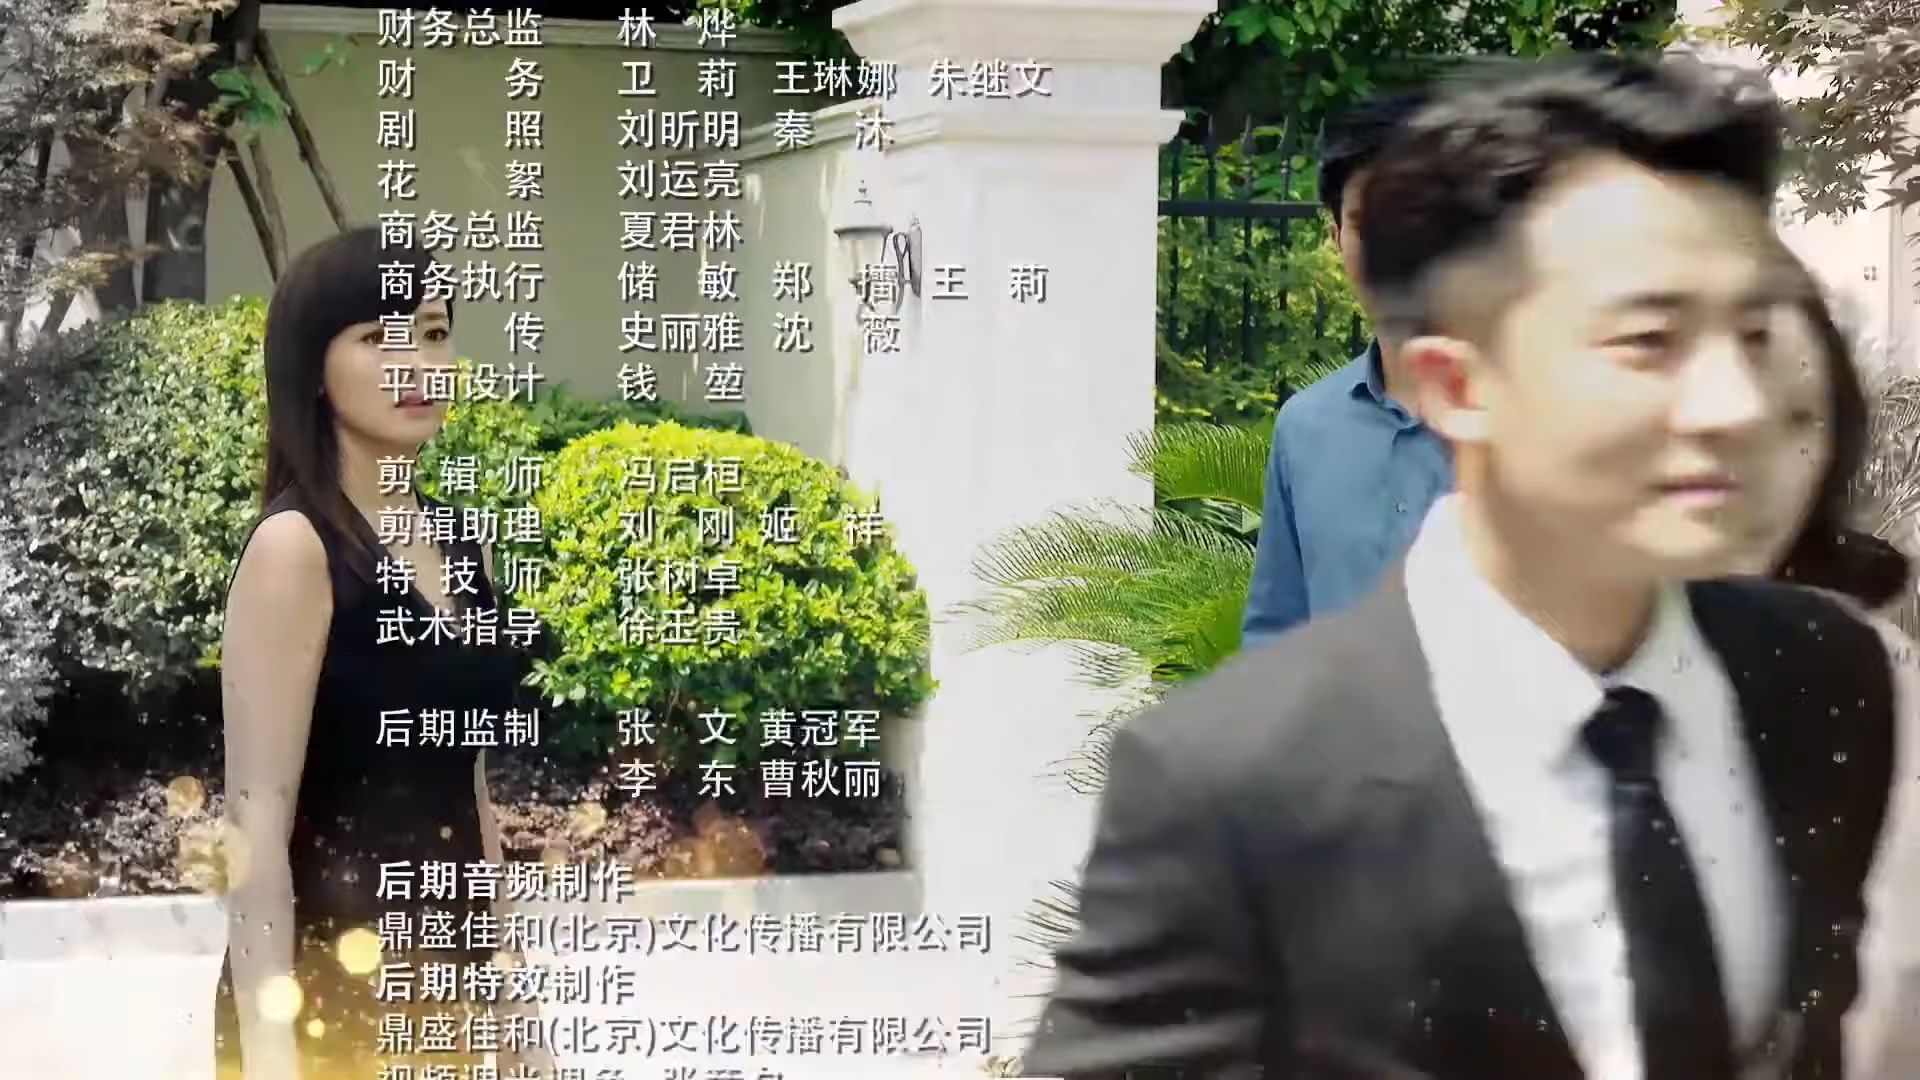 财务总监 林烨
财务 卫莉 王琳娜 朱继文
剧照 刘昕明 秦沐
花絮 刘运亮
商务总监 夏君林
商务执行 储敏 郑擂 王莉
宣传 史丽雅 沈薇
平面设计 钱堃
剪辑师 冯启桓
剪辑助理 刘刚 姬祥
特技师 张树卓
武术指导 徐玉贵
后期监制 张文 黄冠军
李东 曹秋丽
后期音频制作
鼎盛佳和(北京)文化传播有限公司
后期特效制作
鼎盛佳和(北京)文化传播有限公司